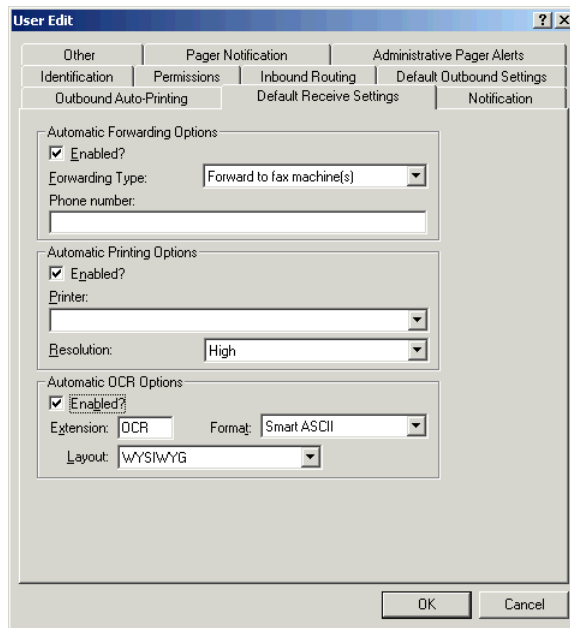 User Edit
Other Pager Notification Administrative Pager Alerts
Identification Permissions Inbound Routing Default Outbound Settings
Outbound Auto-Printing Default Receive Settings Notification
Automatic Forwarding Options
Enabled?
Forwarding Type: Forward to fax machine(s)
Phone number:
Automatic Printing Options
Enabled?
Printer:
Resolution: High
Automatic OCR Options
Enabled?
Extension: OCR Format: Smart ASCII
Layout: WYSIWYG
OK Cancel